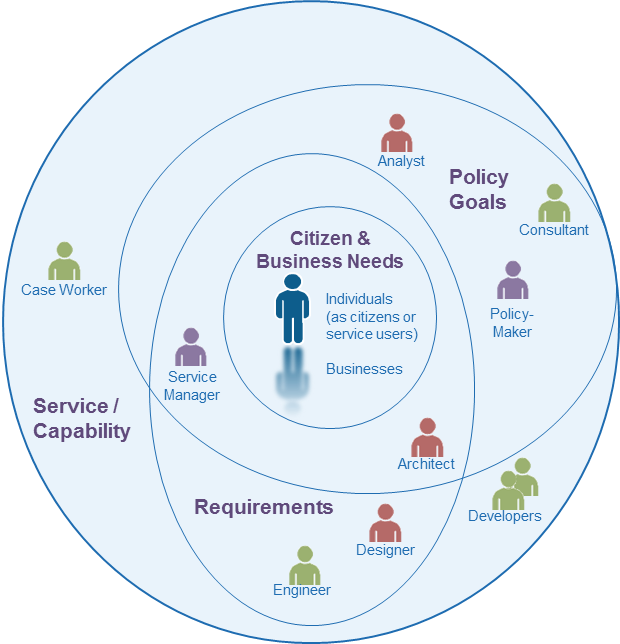 Analyst
Policy
Goals
Consultant
Citizen &
Business Needs
Case Worker
Individuals
(as citizens or
service users)
Policy-
Maker
Businesses
Service
Manager
Service /
Capability
Architect
Requirements
Developers
Designer
Engineer